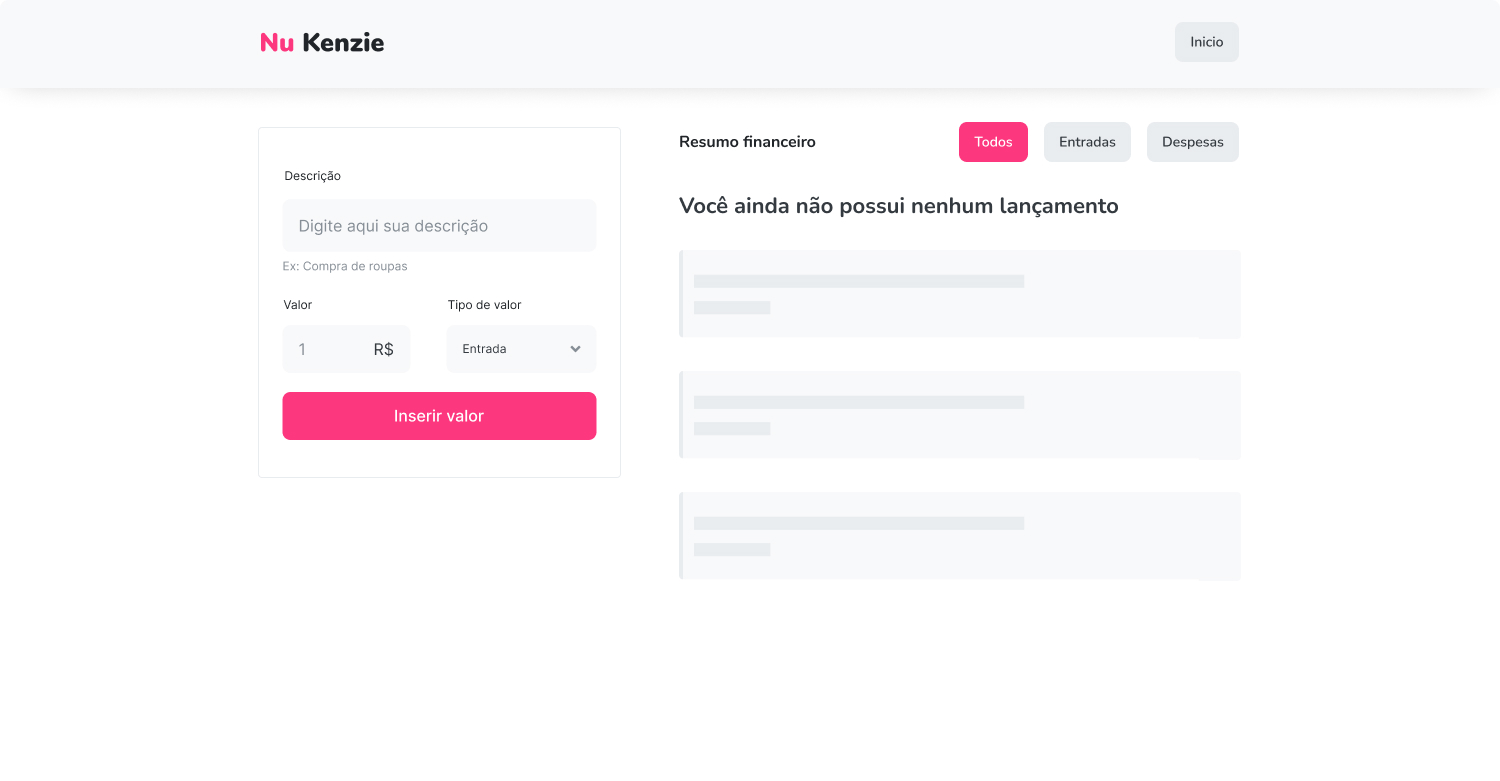 Nu Kenzie
Inicio
Descrição
Digite aqui sua descrição
Ex: Compra de roupas
Valor
Tipo de valor
1 R$
Entrada
Inserir valor
Resumo financeiro
Todos
Entradas
Despesas
Você ainda não possui nenhum lançamento